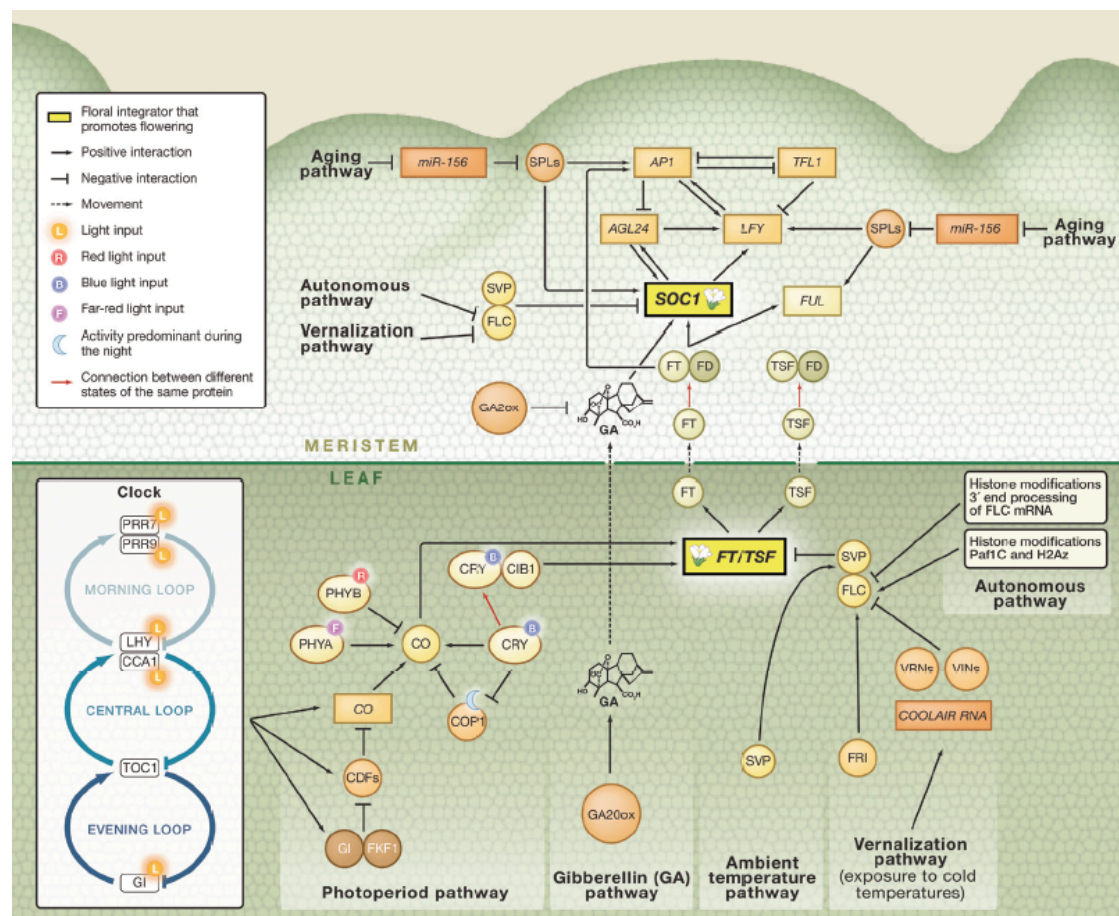 Floral integrator that
promotes flowering
Positive interaction
Negative interaction
Movement
L Light input
R Red light input
B Blue light input
F Far-red light input
Activity predominant during
the night
Connection between different
states of the same protein
Aging
pathway
miR-156
SPLs
AP1
TFL1
AGL24
LFY
SPLs
miR-156
Aging
pathway
Autonomous
pathway
SVP
FLC
Vernalization
pathway
SOC1
FUL
FT FD
TSF FD
GA2ox
HO
CO₂H
GA
FT
TSF
MERISTEM
LEAF
Clock
PRR7 L
PRR9 L
MORNING LOOP
LHY L
CCA1 L
CENTRAL LOOP
TOC1
EVENING LOOP
GI L
FT
TSF
FT/TSF
SVP
FLC
Histone modifications
3′ end processing
of FLC mRNA
Histone modifications
Paf1C and H2Az
Autonomous
pathway
CRY B CIB1
PHYB R
PHYA F
CO
CRY B
CO
COP1
CDFs
GI FKF1
Photoperiod pathway
HO
CO₂H
GA
GA20ox
Gibberellin (GA)
pathway
SVP
Ambient
temperature
pathway
VRNs
VINs
COOLAIR RNA
FRI
Vernalization
pathway
(exposure to cold
temperatures)